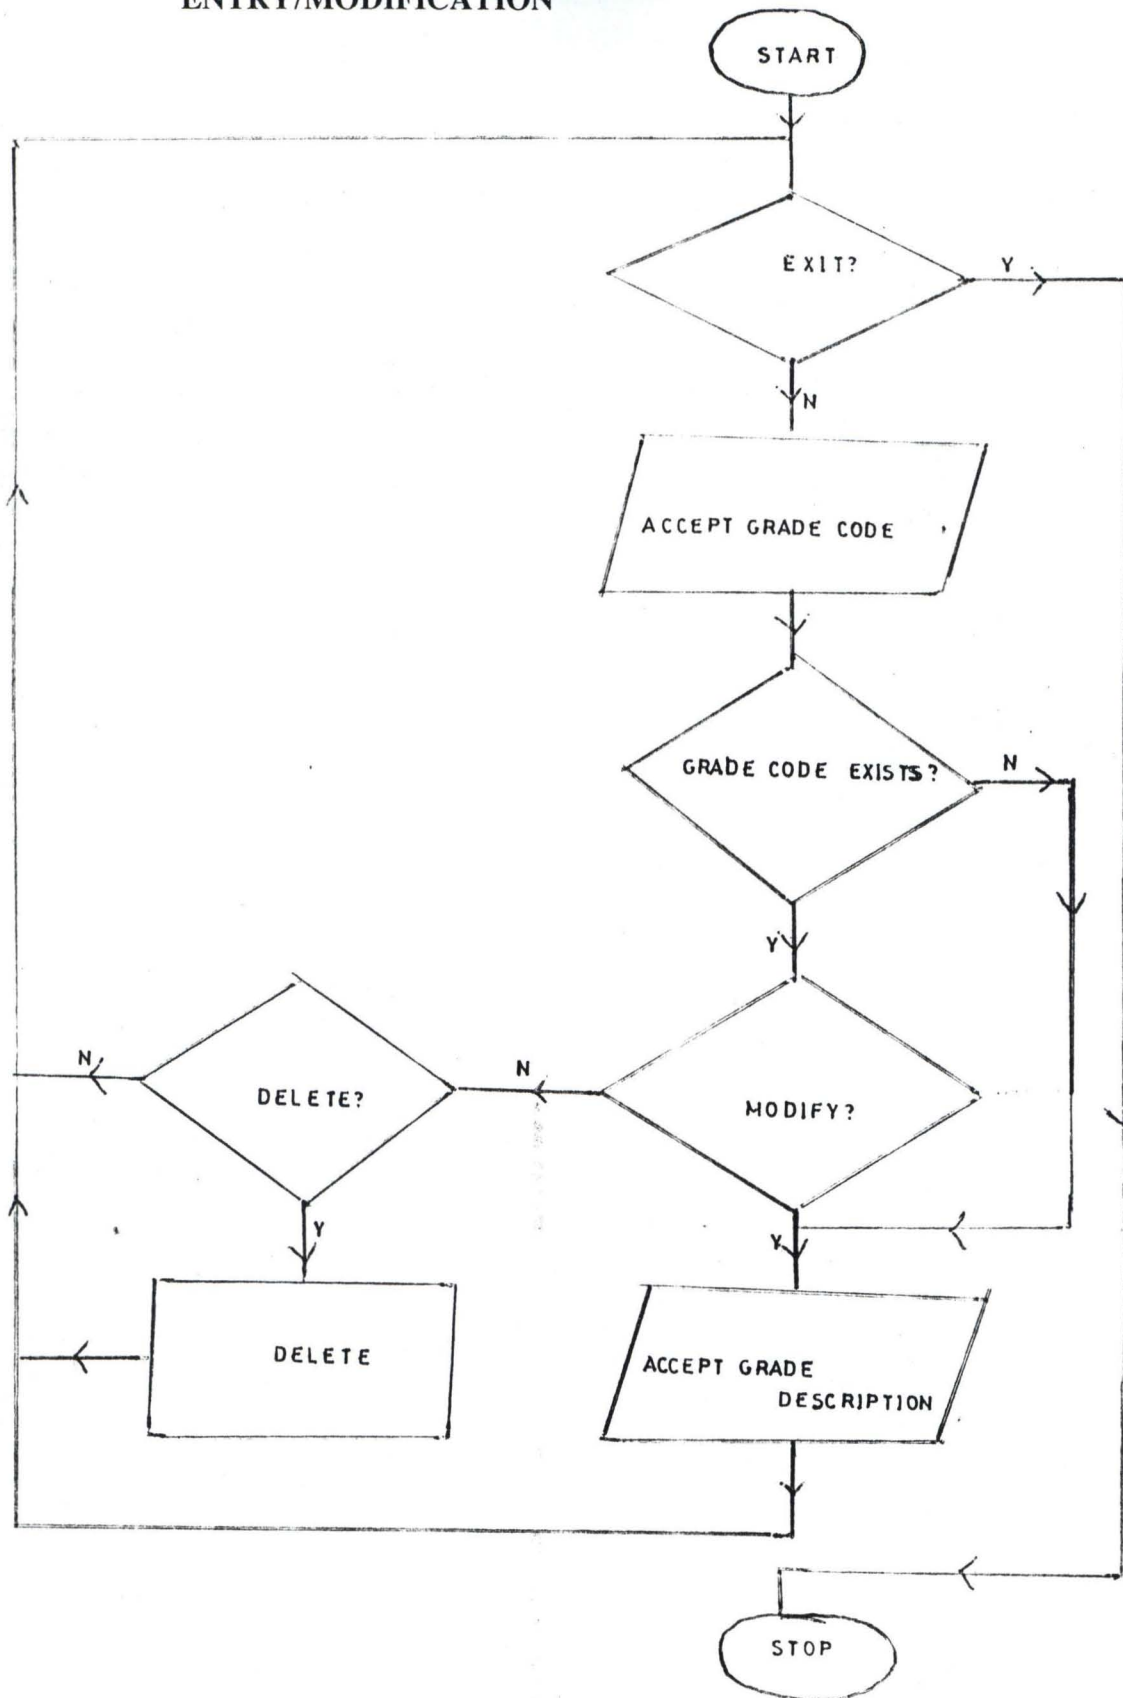 ENTRY/MODIFICATION
START
EXIT?
Y
N
ACCEPT GRADE CODE
GRADE CODE EXISTS?
N
Y
N
DELETE?
N
MODIFY?
Y
Y
DELETE
ACCEPT GRADE
DESCRIPTION
STOP